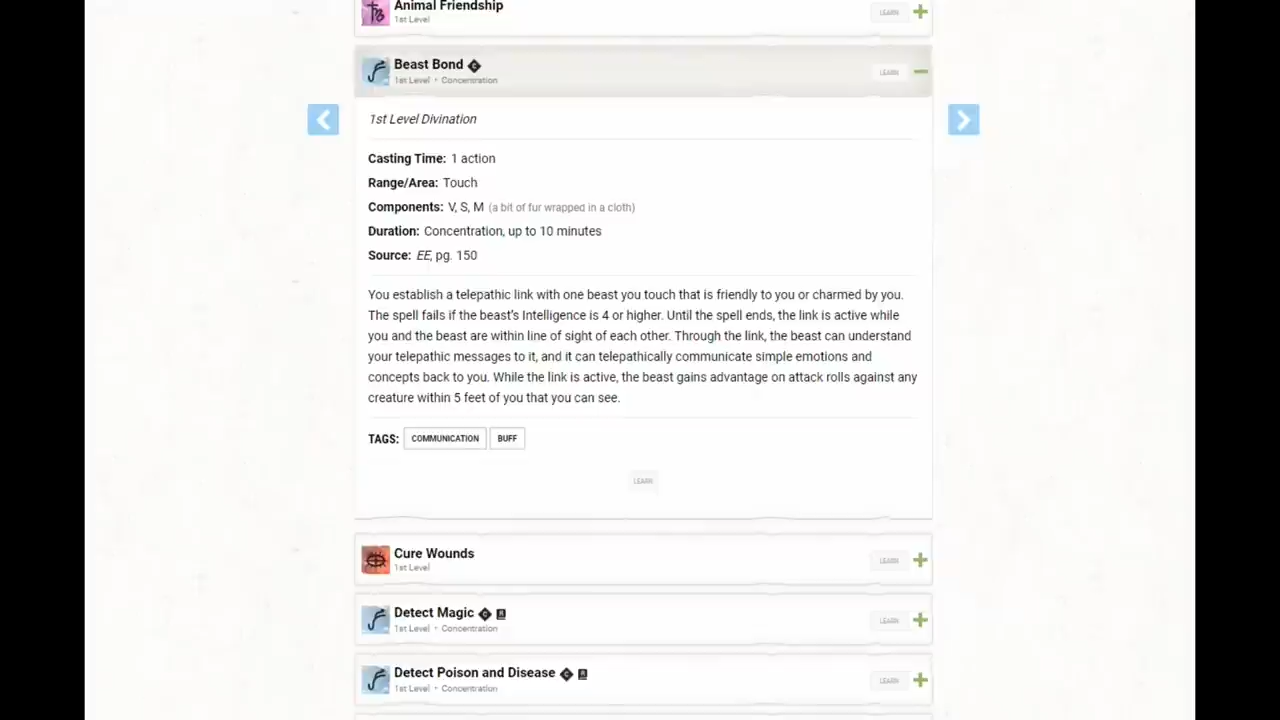 Animal Friendship
1st Level
LEARN
Beast Bond
1st Level • Concentration
LEARN
1st Level Divination
Casting Time: 1 action
Range/Area: Touch
Components: V, S, M (a bit of fur wrapped in a cloth)
Duration: Concentration, up to 10 minutes
Source: EE, pg. 150
You establish a telepathic link with one beast you touch that is friendly to you or charmed by you.
The spell fails if the beast's Intelligence is 4 or higher. Until the spell ends, the link is active while
you and the beast are within line of sight of each other. Through the link, the beast can understand
your telepathic messages to it, and it can telepathically communicate simple emotions and
concepts back to you. While the link is active, the beast gains advantage on attack rolls against any
creature within 5 feet of you that you can see.
TAGS: COMMUNICATION BUFF
LEARN
Cure Wounds
1st Level
LEARN
Detect Magic
1st Level • Concentration
LEARN
Detect Poison and Disease
1st Level • Concentration
LEARN